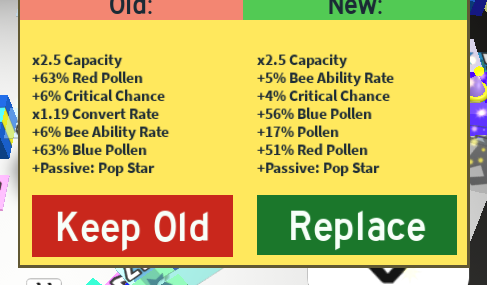 Old:
x2.5 Capacity
+63% Red Pollen
+6% Critical Chance
x1.19 Convert Rate
+6% Bee Ability Rate
+63% Blue Pollen
+Passive: Pop Star
Keep Old
New:
x2.5 Capacity
+5% Bee Ability Rate
+4% Critical Chance
+56% Blue Pollen
+17% Pollen
+51% Red Pollen
+Passive: Pop Star
Replace